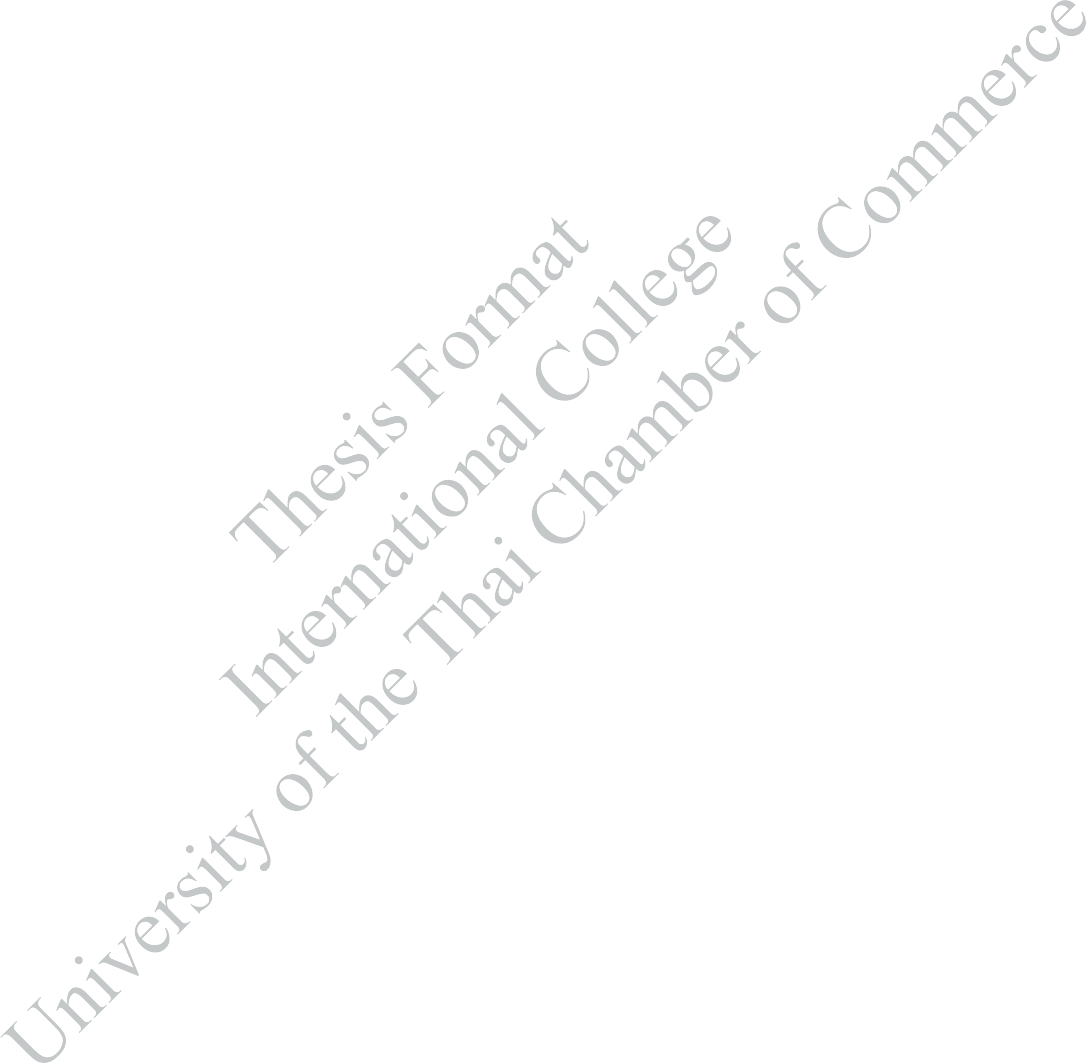 Thesis Format
International College
University of the Thai Chamber of Commerce